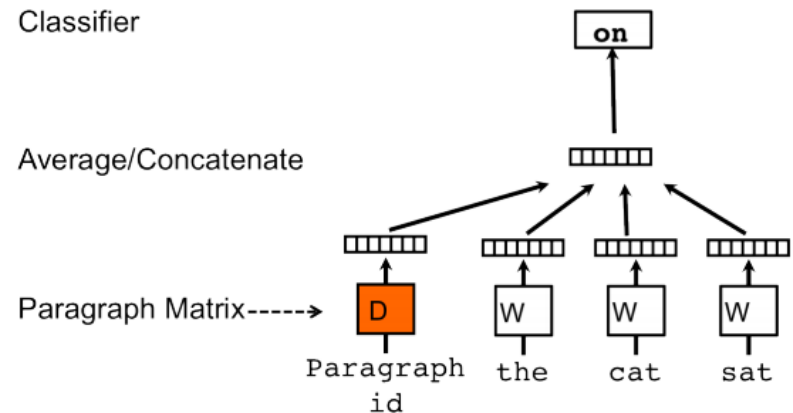 Classifier
on
Average/Concatenate
Paragraph Matrix
D
W
W
W
Paragraph
id
the
cat
sat